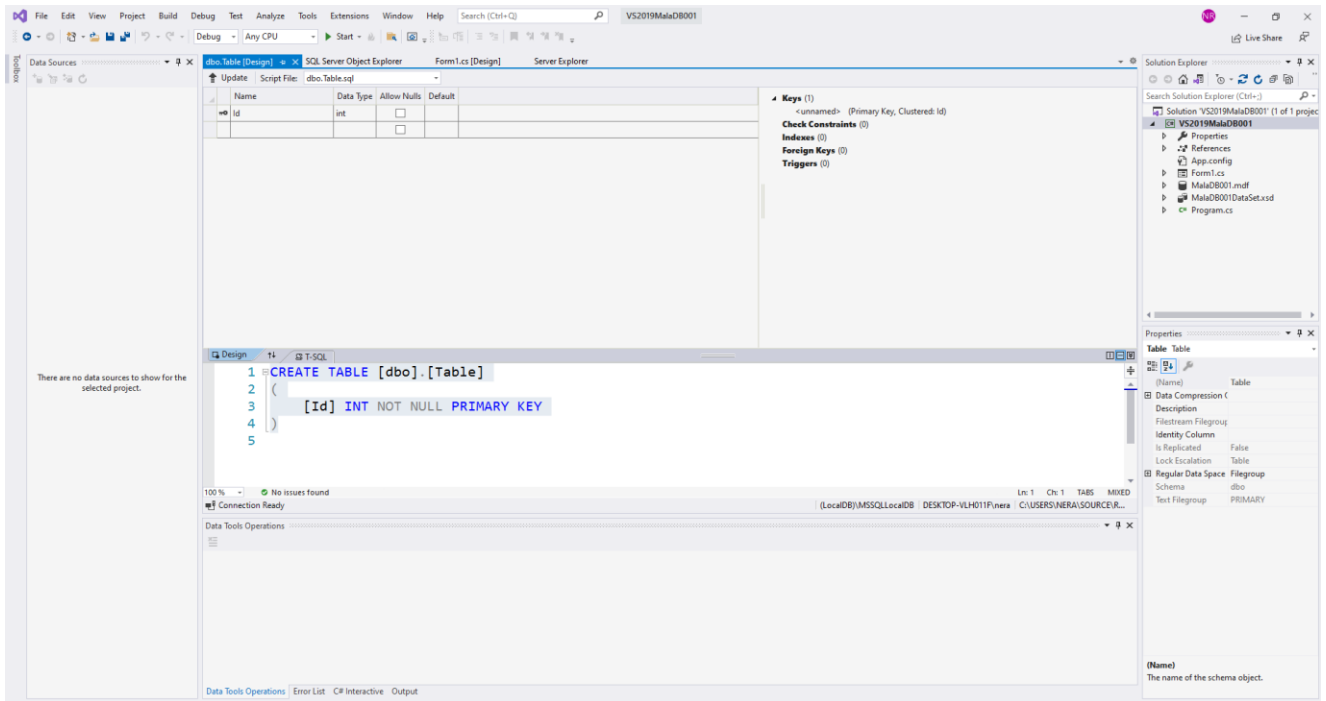 File Edit View Project Build Debug Test Analyze Tools Extensions Window Help Search (Ctrl+Q) VS2019MalaDB001 NR
Debug Any CPU Start Live Share
Toolbox
Data Sources
There are no data sources to show for the
selected project.
dbo.Table [Design] SQL Server Object Explorer Form1.cs [Design] Server Explorer
Update Script File: dbo.Table.sql
Name Data Type Allow Nulls Default
Id int
Keys (1)
<unnamed> (Primary Key, Clustered: Id)
Check Constraints (0)
Indexes (0)
Foreign Keys (0)
Triggers (0)
Design T-SQL
1 CREATE TABLE [dbo].[Table]
2 (
3 [Id] INT NOT NULL PRIMARY KEY
4 )
5
100 % No issues found Ln: 1 Ch: 1 TABS MIXED
Connection Ready (LocalDB)\MSSQLLocalDB DESKTOP-VLH011F\nera C:\USERS\NERA\SOURCE\R...
Data Tools Operations
Data Tools Operations Error List C# Interactive Output
Solution Explorer
Search Solution Explorer (Ctrl+;)
Solution 'VS2019MalaDB001' (1 of 1 projec
VS2019MalaDB001
Properties
References
App.config
Form1.cs
MalaDB001.mdf
MalaDB001DataSet.xsd
Program.cs
Properties
Table Table
(Name) Table
Data Compression (
Description
Filestream Filegroup
Identity Column
Is Replicated False
Lock Escalation Table
Regular Data Space Filegroup
Schema dbo
Text Filegroup PRIMARY
(Name)
The name of the schema object.